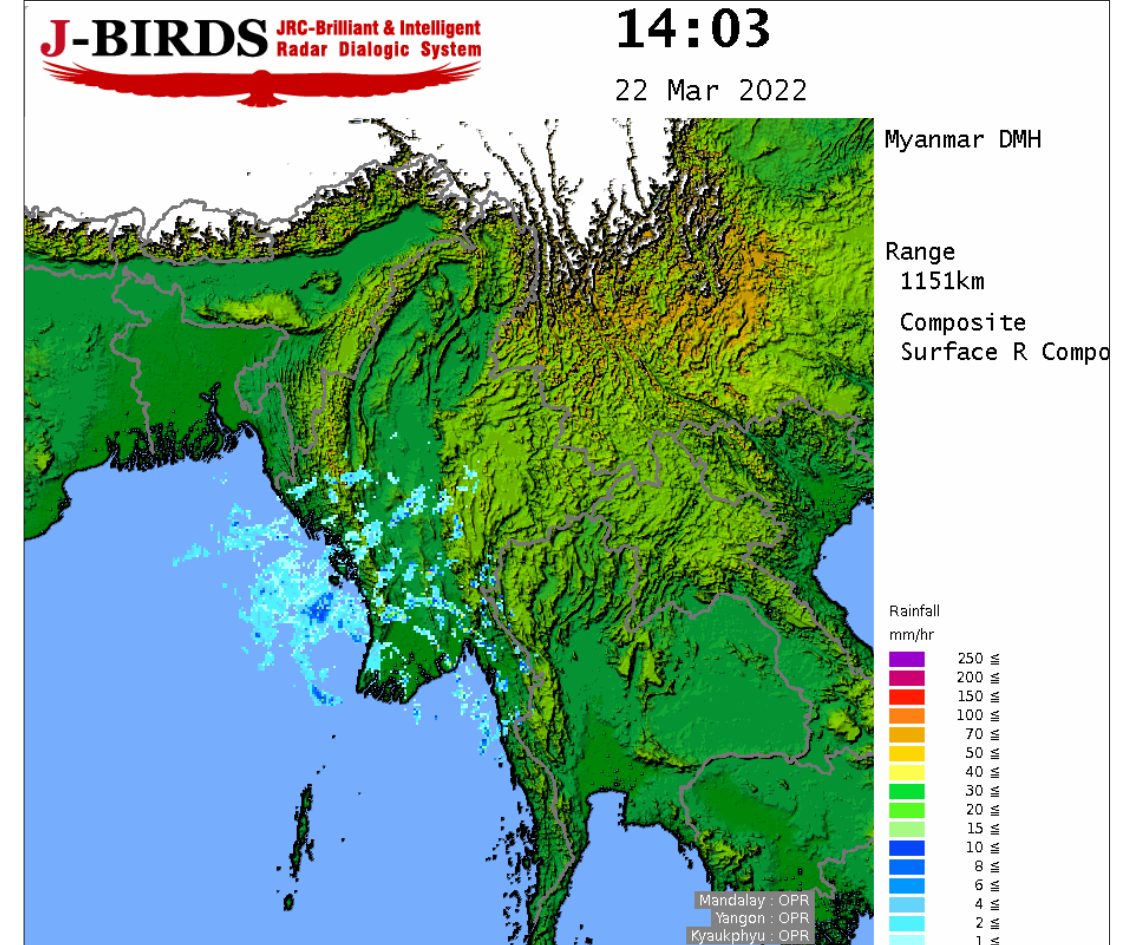 J-BIRDS JRC-Brilliant & Intelligent
Radar Dialogic System
14:03
22 Mar 2022
Myanmar DMH
Range
1151km
Composite
Surface R Compo
Rainfall
mm/hr
250 ≦
200 ≦
150 ≦
100 ≦
70 ≦
50 ≦
40 ≦
30 ≦
20 ≦
15 ≦
10 ≦
8 ≦
6 ≦
4 ≦
2 ≦
1 ≦
Mandalay : OPR
Yangon : OPR
Kyaukphyu : OPR